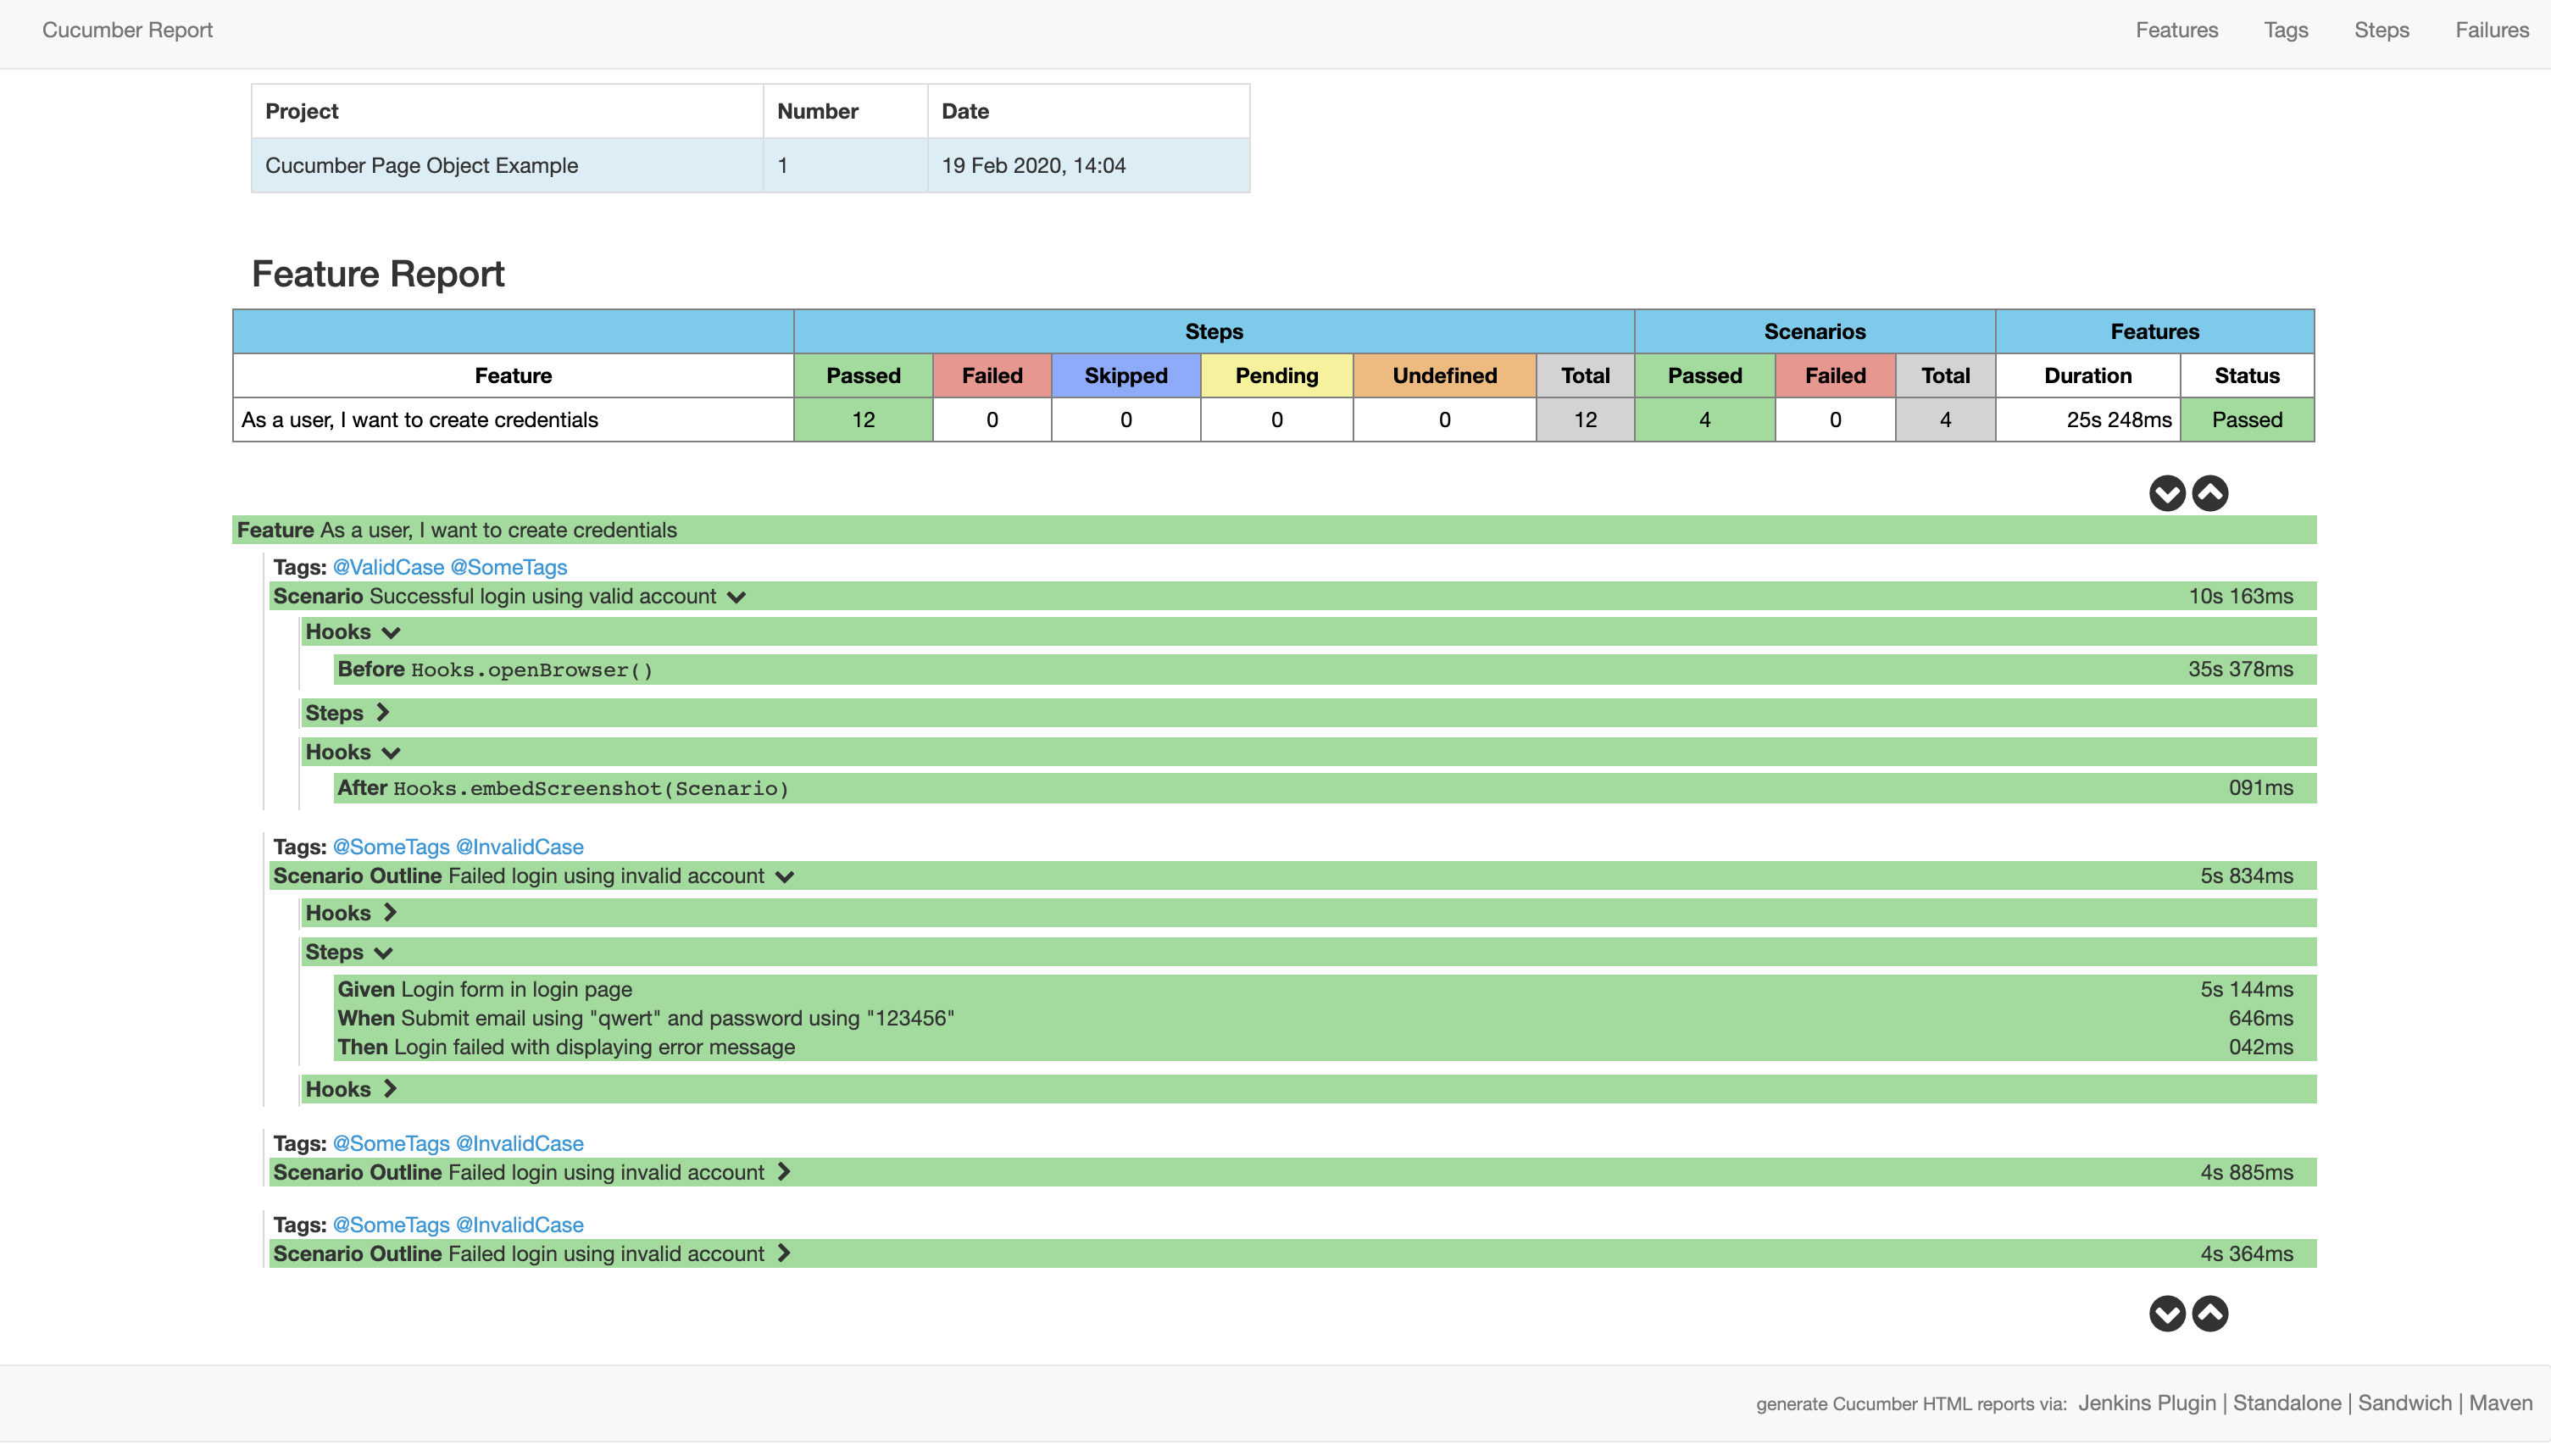 Cucumber Report Features Tags Steps Failures
Project Number Date
Cucumber Page Object Example 1 19 Feb 2020, 14:04
Feature Report
Steps Scenarios Features
Feature Passed Failed Skipped Pending Undefined Total Passed Failed Total Duration Status
As a user, I want to create credentials 12 0 0 0 0 12 4 0 4 25s 248ms Passed
Feature As a user, I want to create credentials
Tags: @ValidCase @SomeTags
Scenario Successful login using valid account 10s 163ms
Hooks
Before Hooks.openBrowser() 35s 378ms
Steps
Hooks
After Hooks.embedScreenshot(Scenario) 091ms
Tags: @SomeTags @InvalidCase
Scenario Outline Failed login using invalid account 5s 834ms
Hooks
Steps
Given Login form in login page 5s 144ms
When Submit email using "qwert" and password using "123456" 646ms
Then Login failed with displaying error message 042ms
Hooks
Tags: @SomeTags @InvalidCase
Scenario Outline Failed login using invalid account 4s 885ms
Tags: @SomeTags @InvalidCase
Scenario Outline Failed login using invalid account 4s 364ms
generate Cucumber HTML reports via: Jenkins Plugin | Standalone | Sandwich | Maven